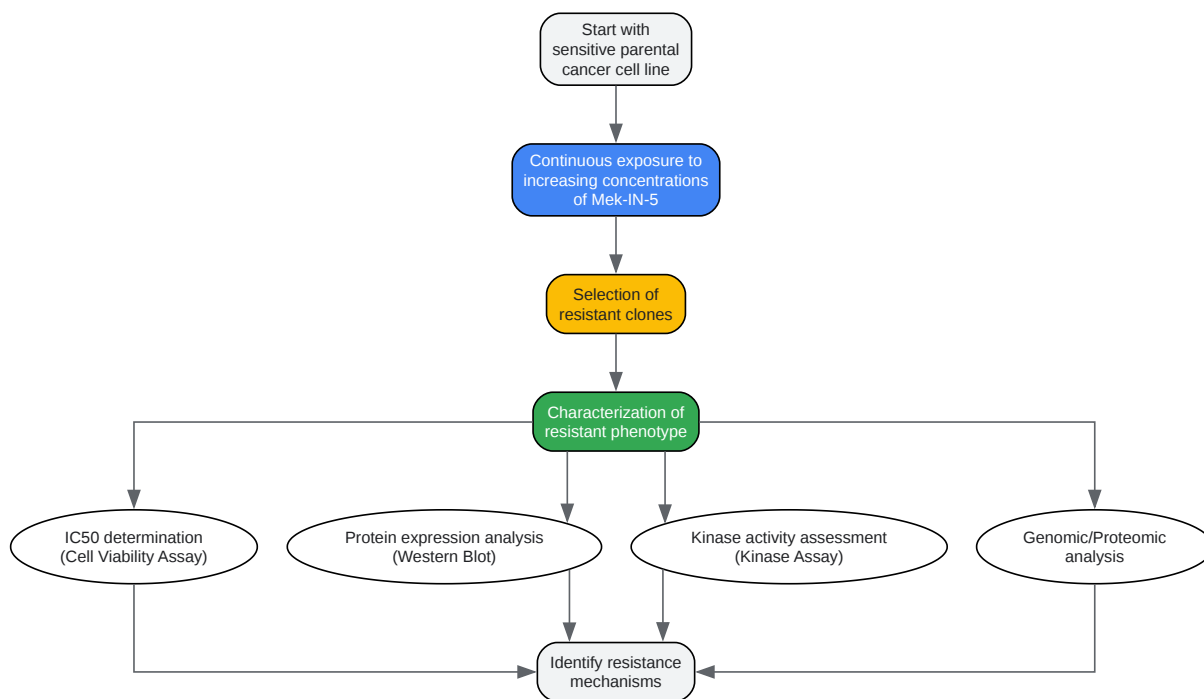 Start with
sensitive parental
cancer cell line
Continuous exposure to
increasing concentrations
of Mek-IN-5
Selection of
resistant clones
Characterization of
resistant phenotype
IC50 determination
(Cell Viability Assay)
Protein expression analysis
(Western Blot)
Kinase activity assessment
(Kinase Assay)
Genomic/Proteomic
analysis
Identify resistance
mechanisms